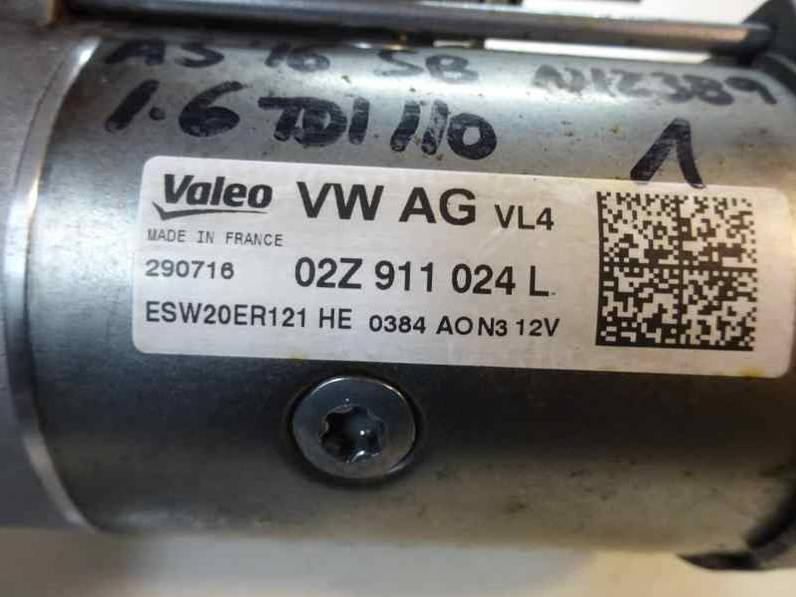 AS 16 SB N12389
1.6 TDI 110 1
Valeo VW AG VL4
MADE IN FRANCE
290716 02Z 911 024 L
ESW20ER121 HE 0384 AON3 12V